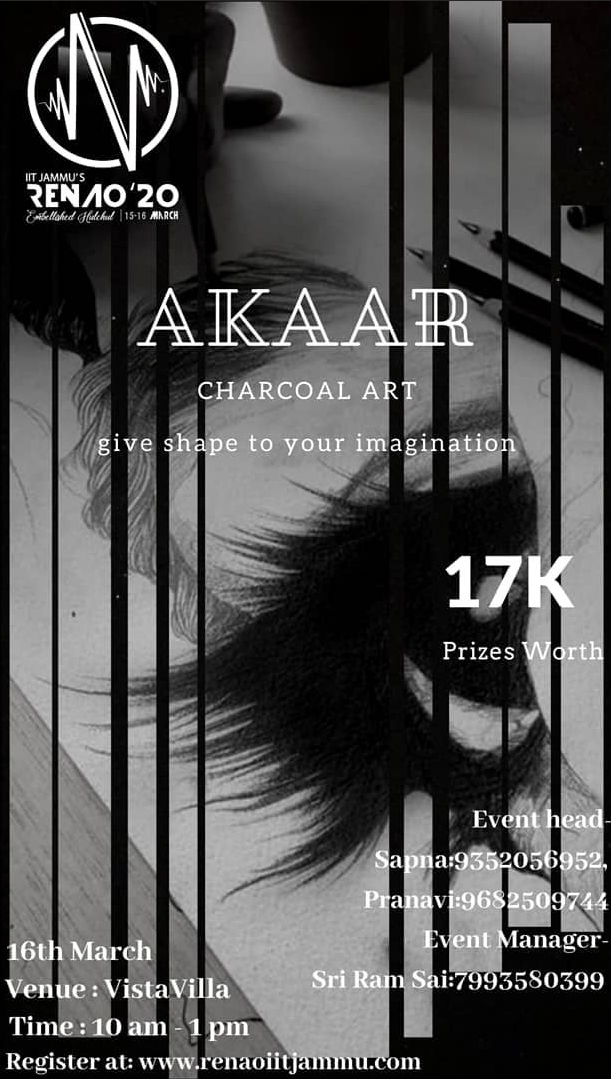 IIT JAMMU'S
RENAO '20
Embellished Hulchul | 15-16 MARCH
AKAAR
CHARCOAL ART
give shape to your imagination
17K
Prizes Worth
Event head-
Sapna:9352056952,
Pranavi:9682509744
Event Manager-
Sri Ram Sai:7993580399
16th March
Venue : VistaVilla
Time : 10 am - 1 pm
Register at: www.renaoiitjammu.com